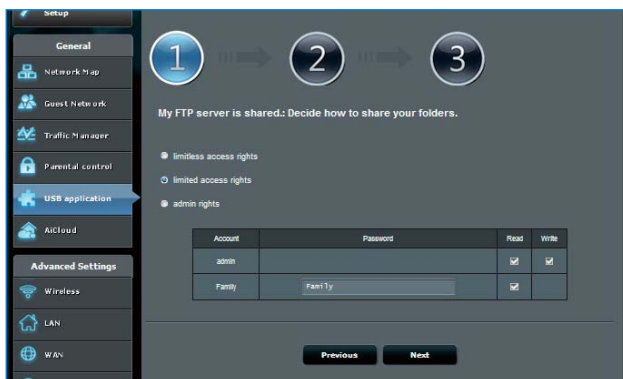 Setup
General
Network Map
Guest Network
Traffic Manager
Parental control
USB application
AiCloud
Advanced Settings
Wireless
LAN
WAN
1
2
3
My FTP server is shared.: Decide how to share your folders.
limitless access rights
limited access rights
admin rights
Account Password Read Write
admin
Family Family
Previous Next